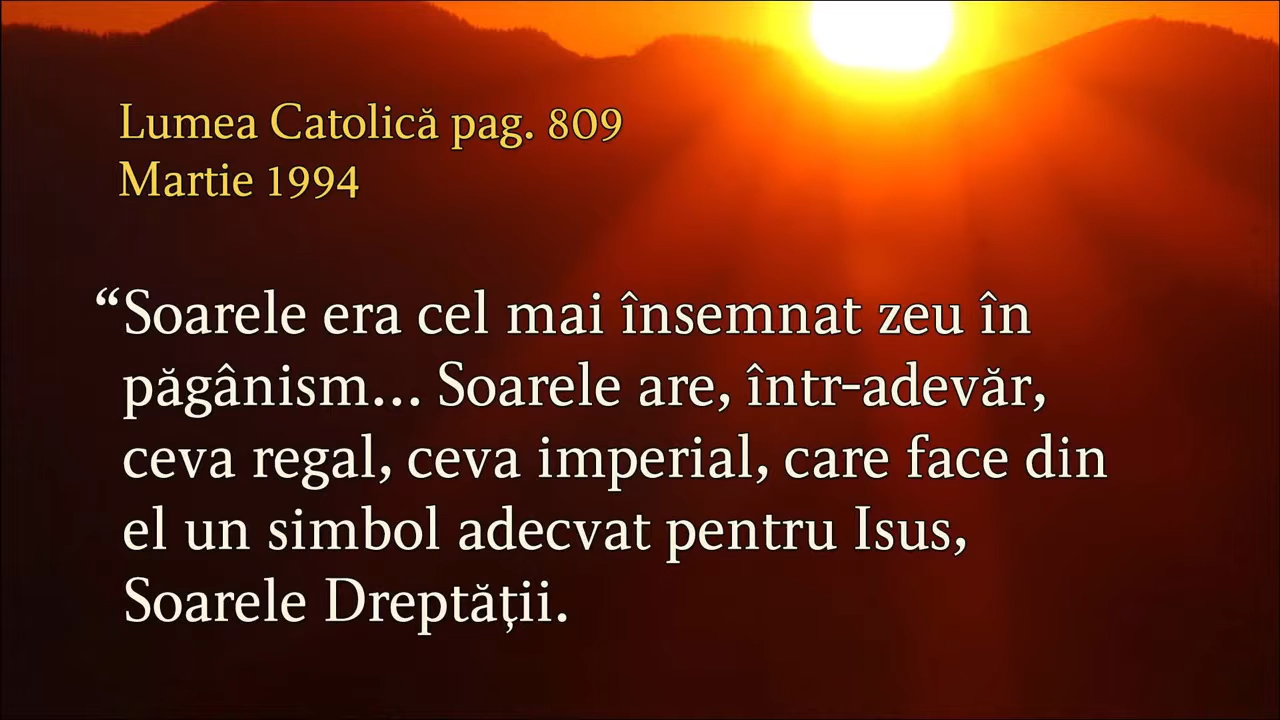 Lumea Catolică pag. 809
Martie 1994
“Soarele era cel mai însemnat zeu în
păgânism... Soarele are, într-adevăr,
ceva regal, ceva imperial, care face din
el un simbol adecvat pentru Isus,
Soarele Dreptăţii.